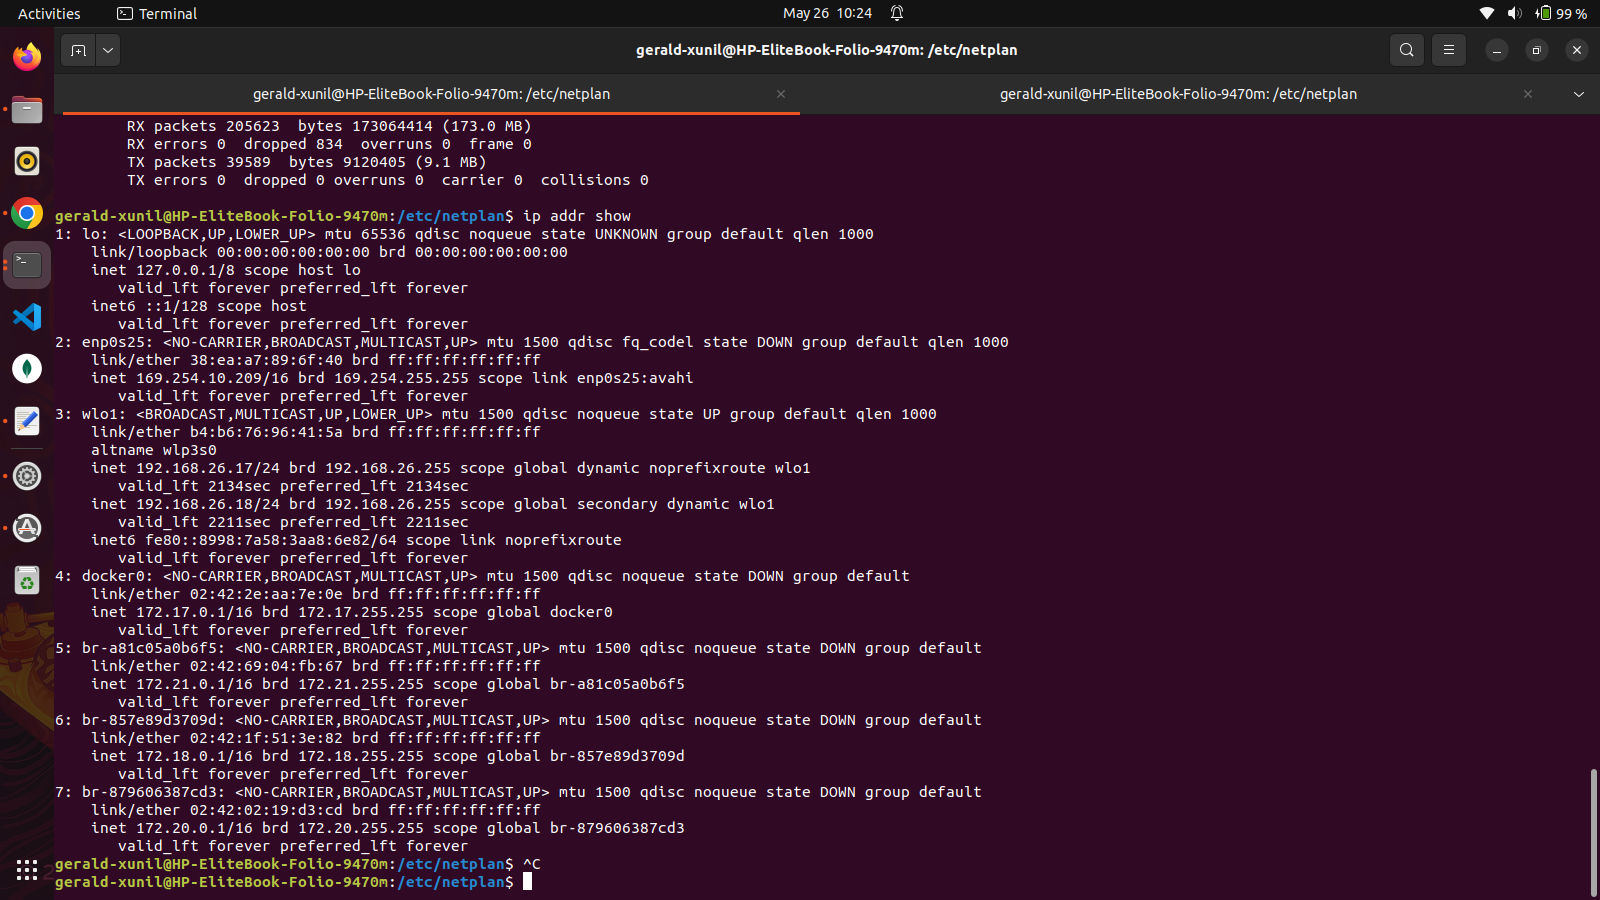 Activities Terminal May 26 10:24 99 %
gerald-xunil@HP-EliteBook-Folio-9470m: /etc/netplan
gerald-xunil@HP-EliteBook-Folio-9470m: /etc/netplan gerald-xunil@HP-EliteBook-Folio-9470m: /etc/netplan
RX packets 205623  bytes 173064414 (173.0 MB)
RX errors 0  dropped 834  overruns 0  frame 0
TX packets 39589  bytes 9120405 (9.1 MB)
TX errors 0  dropped 0 overruns 0  carrier 0  collisions 0
gerald-xunil@HP-EliteBook-Folio-9470m:/etc/netplan$ ip addr show
1: lo: <LOOPBACK,UP,LOWER_UP> mtu 65536 qdisc noqueue state UNKNOWN group default qlen 1000
link/loopback 00:00:00:00:00:00 brd 00:00:00:00:00:00
inet 127.0.0.1/8 scope host lo
valid_lft forever preferred_lft forever
inet6 ::1/128 scope host
valid_lft forever preferred_lft forever
2: enp0s25: <NO-CARRIER,BROADCAST,MULTICAST,UP> mtu 1500 qdisc fq_codel state DOWN group default qlen 1000
link/ether 38:ea:a7:89:6f:40 brd ff:ff:ff:ff:ff:ff
inet 169.254.10.209/16 brd 169.254.255.255 scope link enp0s25:avahi
valid_lft forever preferred_lft forever
3: wlo1: <BROADCAST,MULTICAST,UP,LOWER_UP> mtu 1500 qdisc noqueue state UP group default qlen 1000
link/ether b4:b6:76:96:41:5a brd ff:ff:ff:ff:ff:ff
altname wlp3s0
inet 192.168.26.17/24 brd 192.168.26.255 scope global dynamic noprefixroute wlo1
valid_lft 2134sec preferred_lft 2134sec
inet 192.168.26.18/24 brd 192.168.26.255 scope global secondary dynamic wlo1
valid_lft 2211sec preferred_lft 2211sec
inet6 fe80::8998:7a58:3aa8:6e82/64 scope link noprefixroute
valid_lft forever preferred_lft forever
4: docker0: <NO-CARRIER,BROADCAST,MULTICAST,UP> mtu 1500 qdisc noqueue state DOWN group default
link/ether 02:42:2e:aa:7e:0e brd ff:ff:ff:ff:ff:ff
inet 172.17.0.1/16 brd 172.17.255.255 scope global docker0
valid_lft forever preferred_lft forever
5: br-a81c05a0b6f5: <NO-CARRIER,BROADCAST,MULTICAST,UP> mtu 1500 qdisc noqueue state DOWN group default
link/ether 02:42:69:04:fb:67 brd ff:ff:ff:ff:ff:ff
inet 172.21.0.1/16 brd 172.21.255.255 scope global br-a81c05a0b6f5
valid_lft forever preferred_lft forever
6: br-857e89d3709d: <NO-CARRIER,BROADCAST,MULTICAST,UP> mtu 1500 qdisc noqueue state DOWN group default
link/ether 02:42:1f:51:3e:82 brd ff:ff:ff:ff:ff:ff
inet 172.18.0.1/16 brd 172.18.255.255 scope global br-857e89d3709d
valid_lft forever preferred_lft forever
7: br-879606387cd3: <NO-CARRIER,BROADCAST,MULTICAST,UP> mtu 1500 qdisc noqueue state DOWN group default
link/ether 02:42:02:19:d3:cd brd ff:ff:ff:ff:ff:ff
inet 172.20.0.1/16 brd 172.20.255.255 scope global br-879606387cd3
valid_lft forever preferred_lft forever
gerald-xunil@HP-EliteBook-Folio-9470m:/etc/netplan$ ^C
gerald-xunil@HP-EliteBook-Folio-9470m:/etc/netplan$